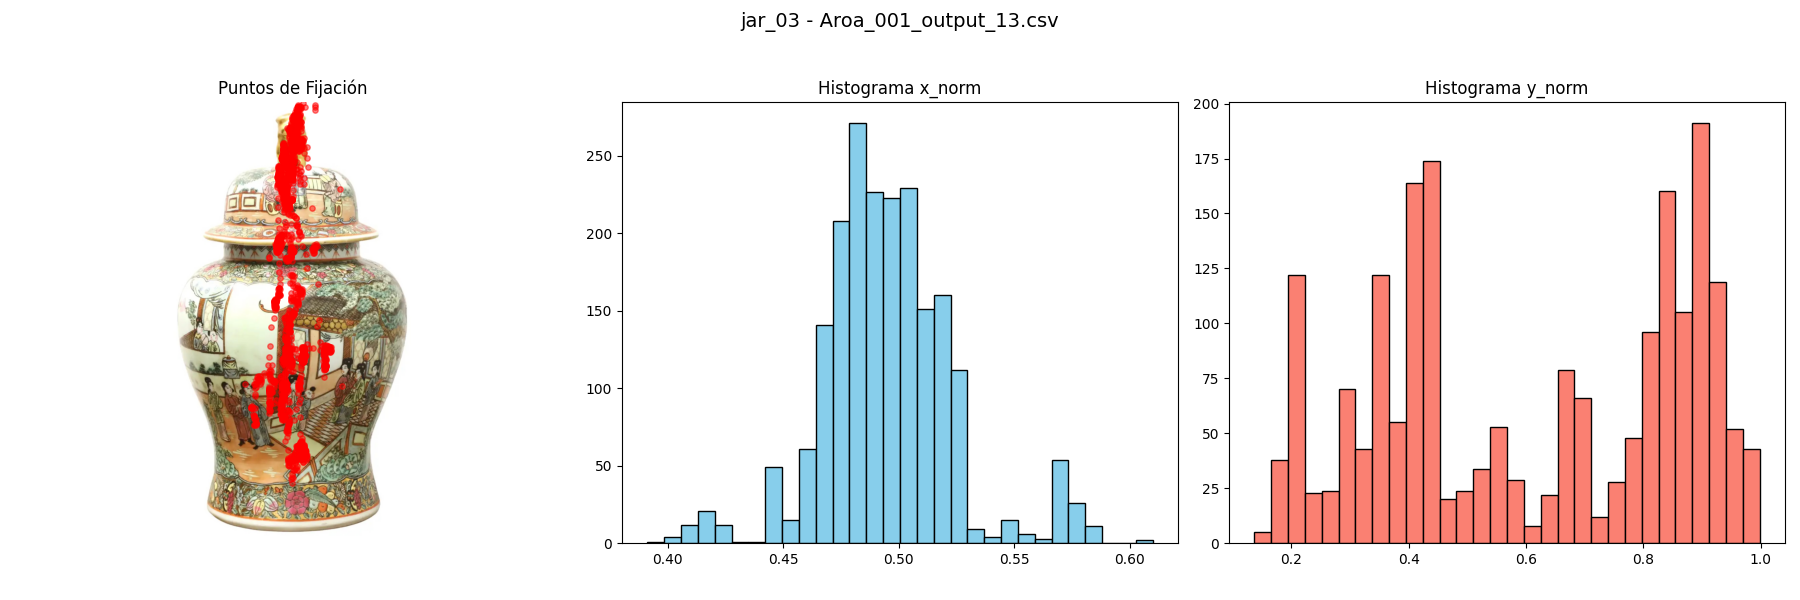 jar_03 - Aroa_001_output_13.csv
Puntos de Fijación
Histograma x_norm
250
200
150
100
50
0
0.40 0.45 0.50 0.55 0.60
Histograma y_norm
200
175
150
125
100
75
50
25
0
0.2 0.4 0.6 0.8 1.0